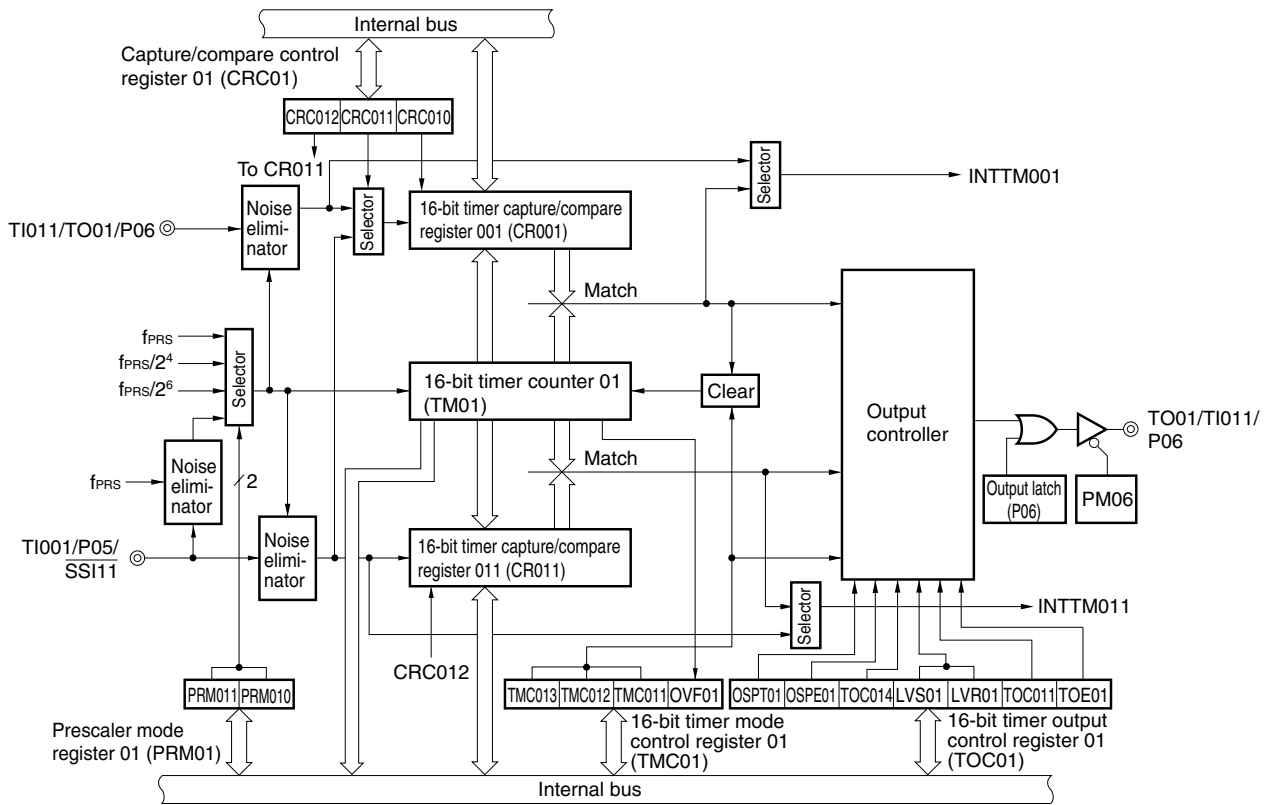 Internal bus
Capture/compare control
register 01 (CRC01)
CRC012 CRC011 CRC010
To CR011
Selector
INTTM001
Noise
elimi-
nator
Selector
16-bit timer capture/compare
register 001 (CR001)
TI011/TO01/P06
Match
fPRS
fPRS/2⁴
fPRS/2⁶
Selector
16-bit timer counter 01
(TM01)
Clear
Output
controller
TO01/TI011/
P06
Noise
elimi-
nator
fPRS
2
Match
Output latch
(P06)
PM06
TI001/P05/
SSI11
Noise
elimi-
nator
16-bit timer capture/compare
register 011 (CR011)
Selector
INTTM011
CRC012
PRM011 PRM010
TMC013 TMC012 TMC011 OVF01
OSPT01 OSPE01 TOC014 LVS01 LVR01 TOC011 TOE01
Prescaler mode
register 01 (PRM01)
16-bit timer mode
control register 01
(TMC01)
16-bit timer output
control register 01
(TOC01)
Internal bus